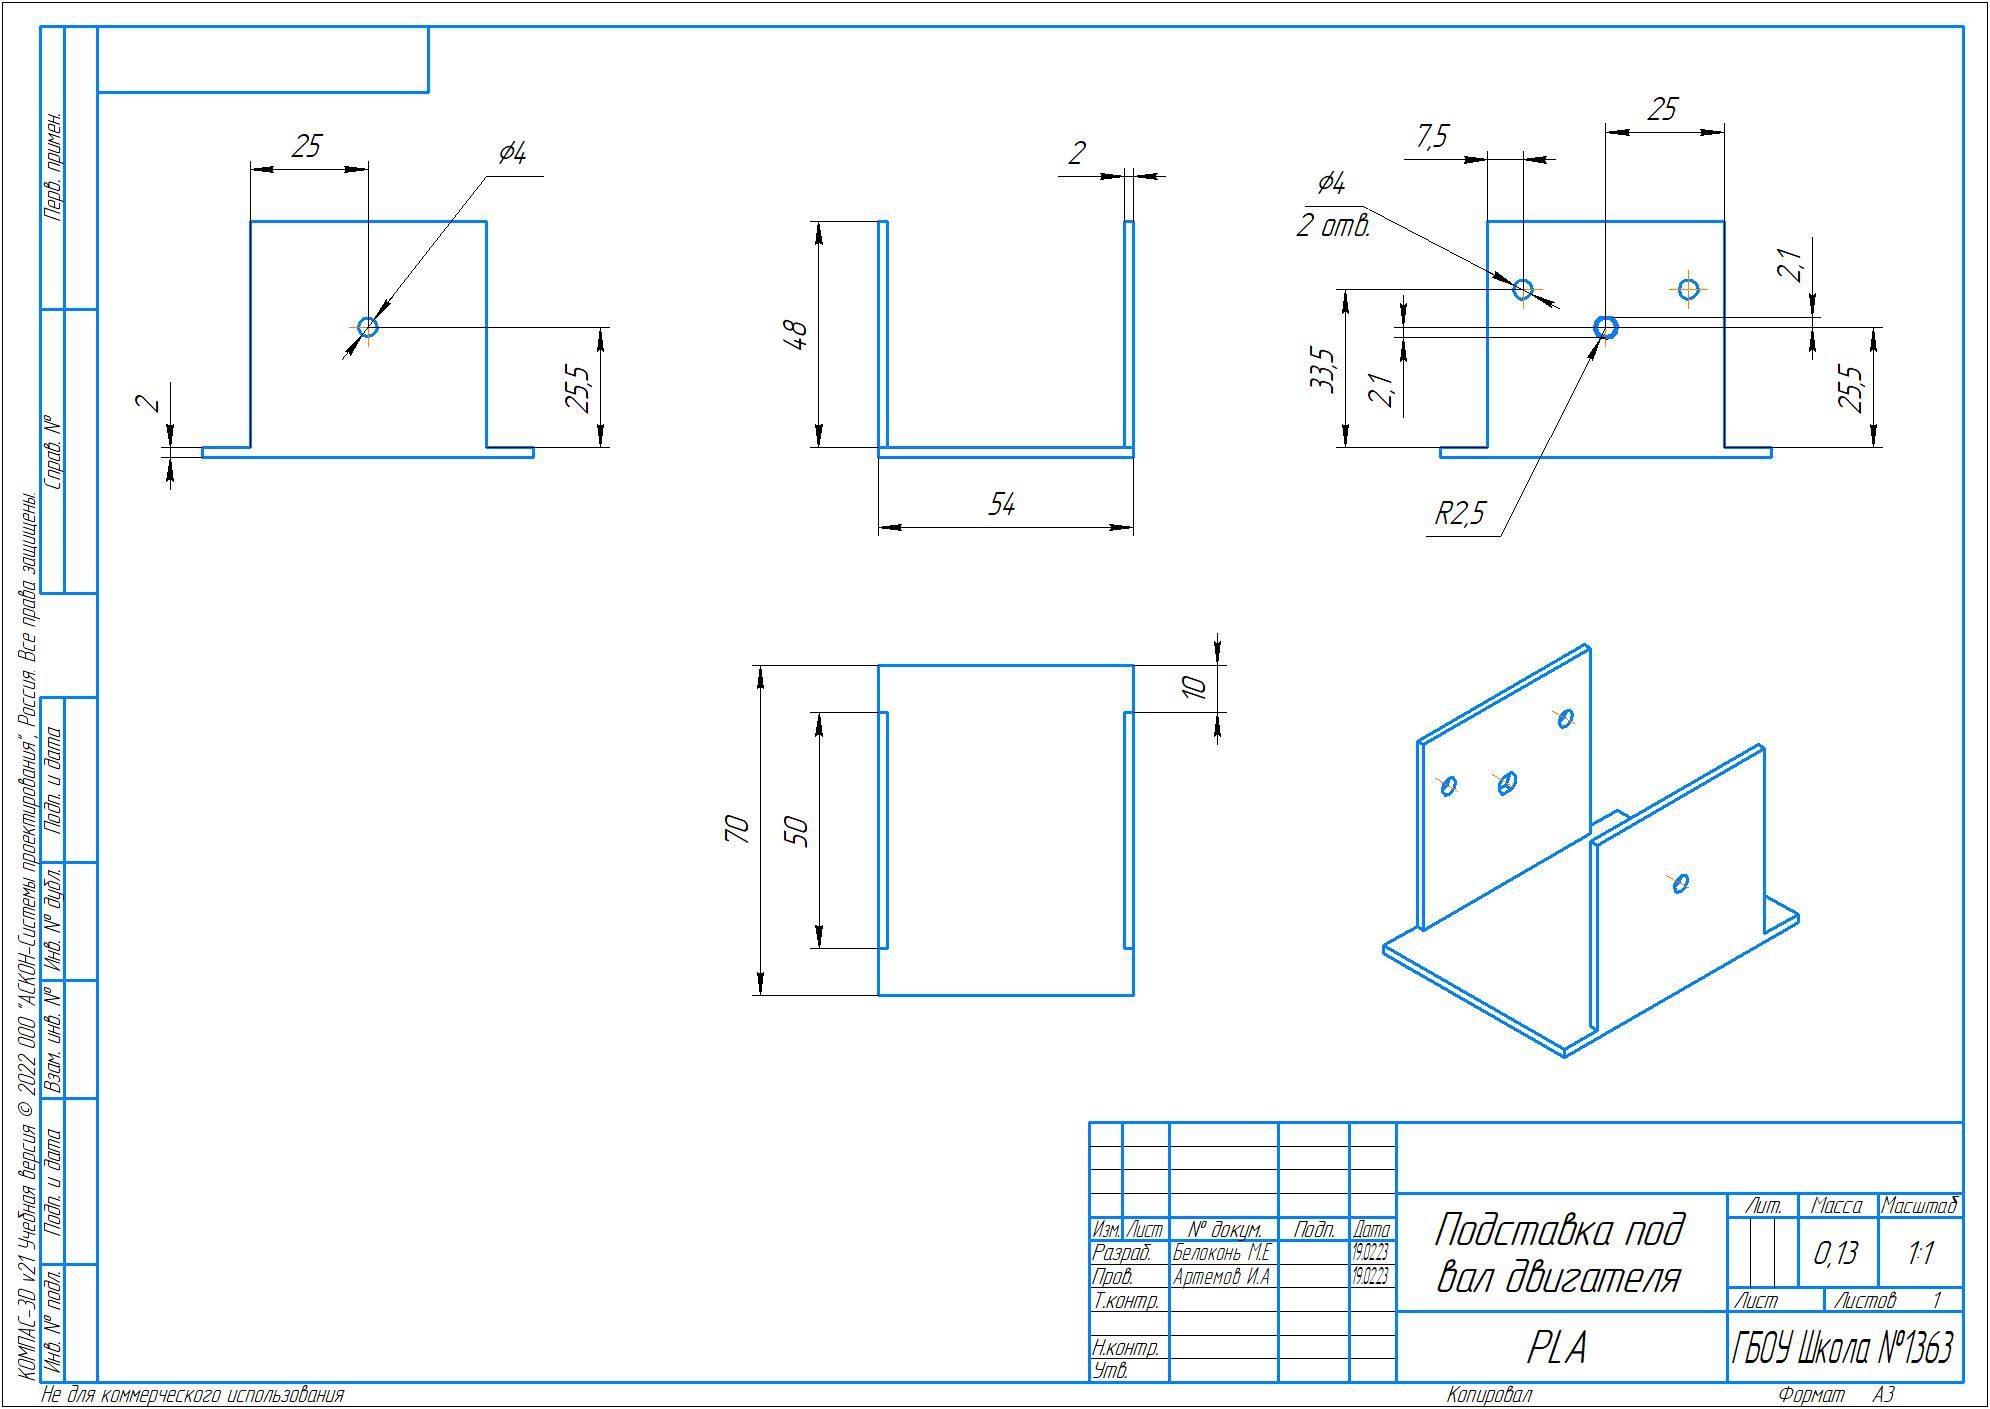 25
ϕ4
2
25,5
2
48
54
7,5
25
ϕ4
2 отв.
2,1
33,5
2,1
25,5
R2,5
70
50
10
Перв. примен.
Справ. №
Подп. и дата
Инв. № дубл.
Взам. инв. №
Подп. и дата
Инв. № подл.
КОМПАС-3D v21 Учебная версия © 2022 ООО "АСКОН-Системы проектирования", Россия. Все права защищены.
Изм. Лист № докум. Подп. Дата
Разраб. Белоконь М.Е 19.02.23
Пров. Артемов И.А 19.02.23
Т.контр.
Н.контр.
Утв.
Подставка под
вал двигателя
PLA
Лит. Масса Масштаб
0,13 1:1
Лист Листов 1
ГБОУ Школа №1363
Не для коммерческого использования
Копировал
Формат А3